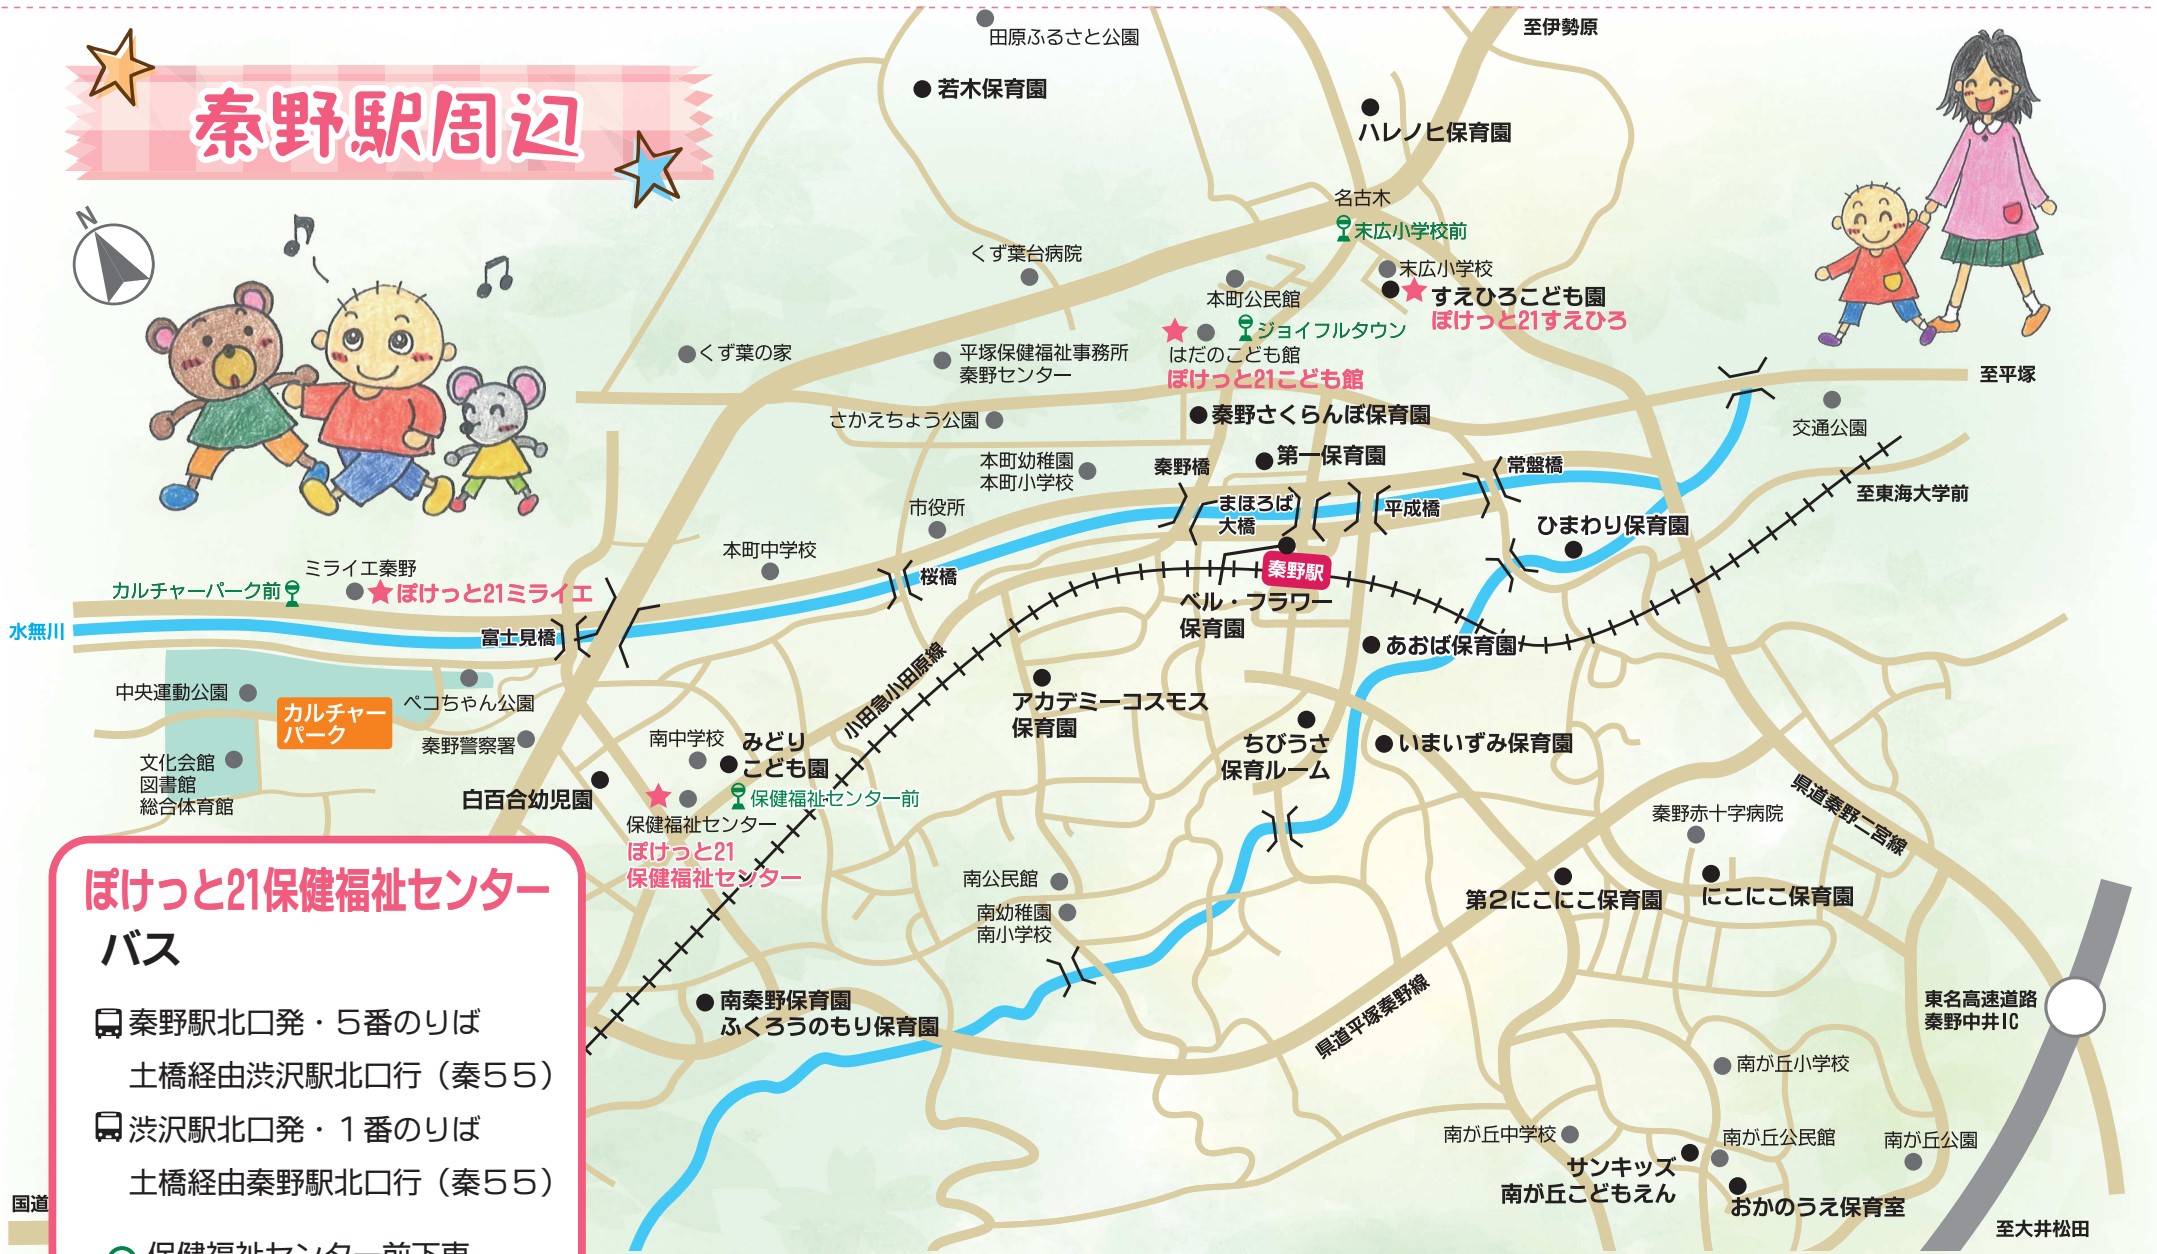 秦野駅周辺
N
田原ふるさと公園
若木保育園
至伊勢原
ハレノヒ保育園
名古木
末広小学校前
末広小学校
すえひろこども園
ぽけっと21すえひろ
くず葉台病院
本町公民館
ジョイフルタウン
はだのこども館
ぽけっと21こども館
くず葉の家
平塚保健福祉事務所
秦野センター
至平塚
交通公園
さかえちょう公園
秦野さくらんぼ保育園
第一保育園
本町幼稚園
本町小学校
秦野橋
まほろば
大橋
平成橋
常盤橋
至東海大学前
市役所
ひまわり保育園
本町中学校
桜橋
秦野駅
ベル・フラワー
保育園
あおば保育園
ミライエ秦野
カルチャーパーク前
ぽけっと21ミライエ
水無川
富士見橋
小田急小田原線
中央運動公園
カルチャー
パーク
ペコちゃん公園
秦野警察署
文化会館
図書館
総合体育館
白百合幼児園
南中学校
みどり
こども園
保健福祉センター前
保健福祉センター
ぽけっと21
保健福祉センター
アカデミーコスモス
保育園
ちびうさ
保育ルーム
いまいずみ保育園
県道秦野二宮線
秦野赤十字病院
第2にこにこ保育園
にこにこ保育園
南公民館
南幼稚園
南小学校
南秦野保育園
ふくろうのもり保育園
県道平塚秦野線
東名高速道路
秦野中井IC
南が丘小学校
南が丘中学校
南が丘公民館
南が丘公園
サンキッズ
南が丘こどもえん
おかのうえ保育室
至大井松田
国道
ぽけっと21保健福祉センター
バス
秦野駅北口発・５番のりば
土橋経由渋沢駅北口行（秦５５）
渋沢駅北口発・１番のりば
土橋経由秦野駅北口行（秦５５）
保健福祉センター前下車